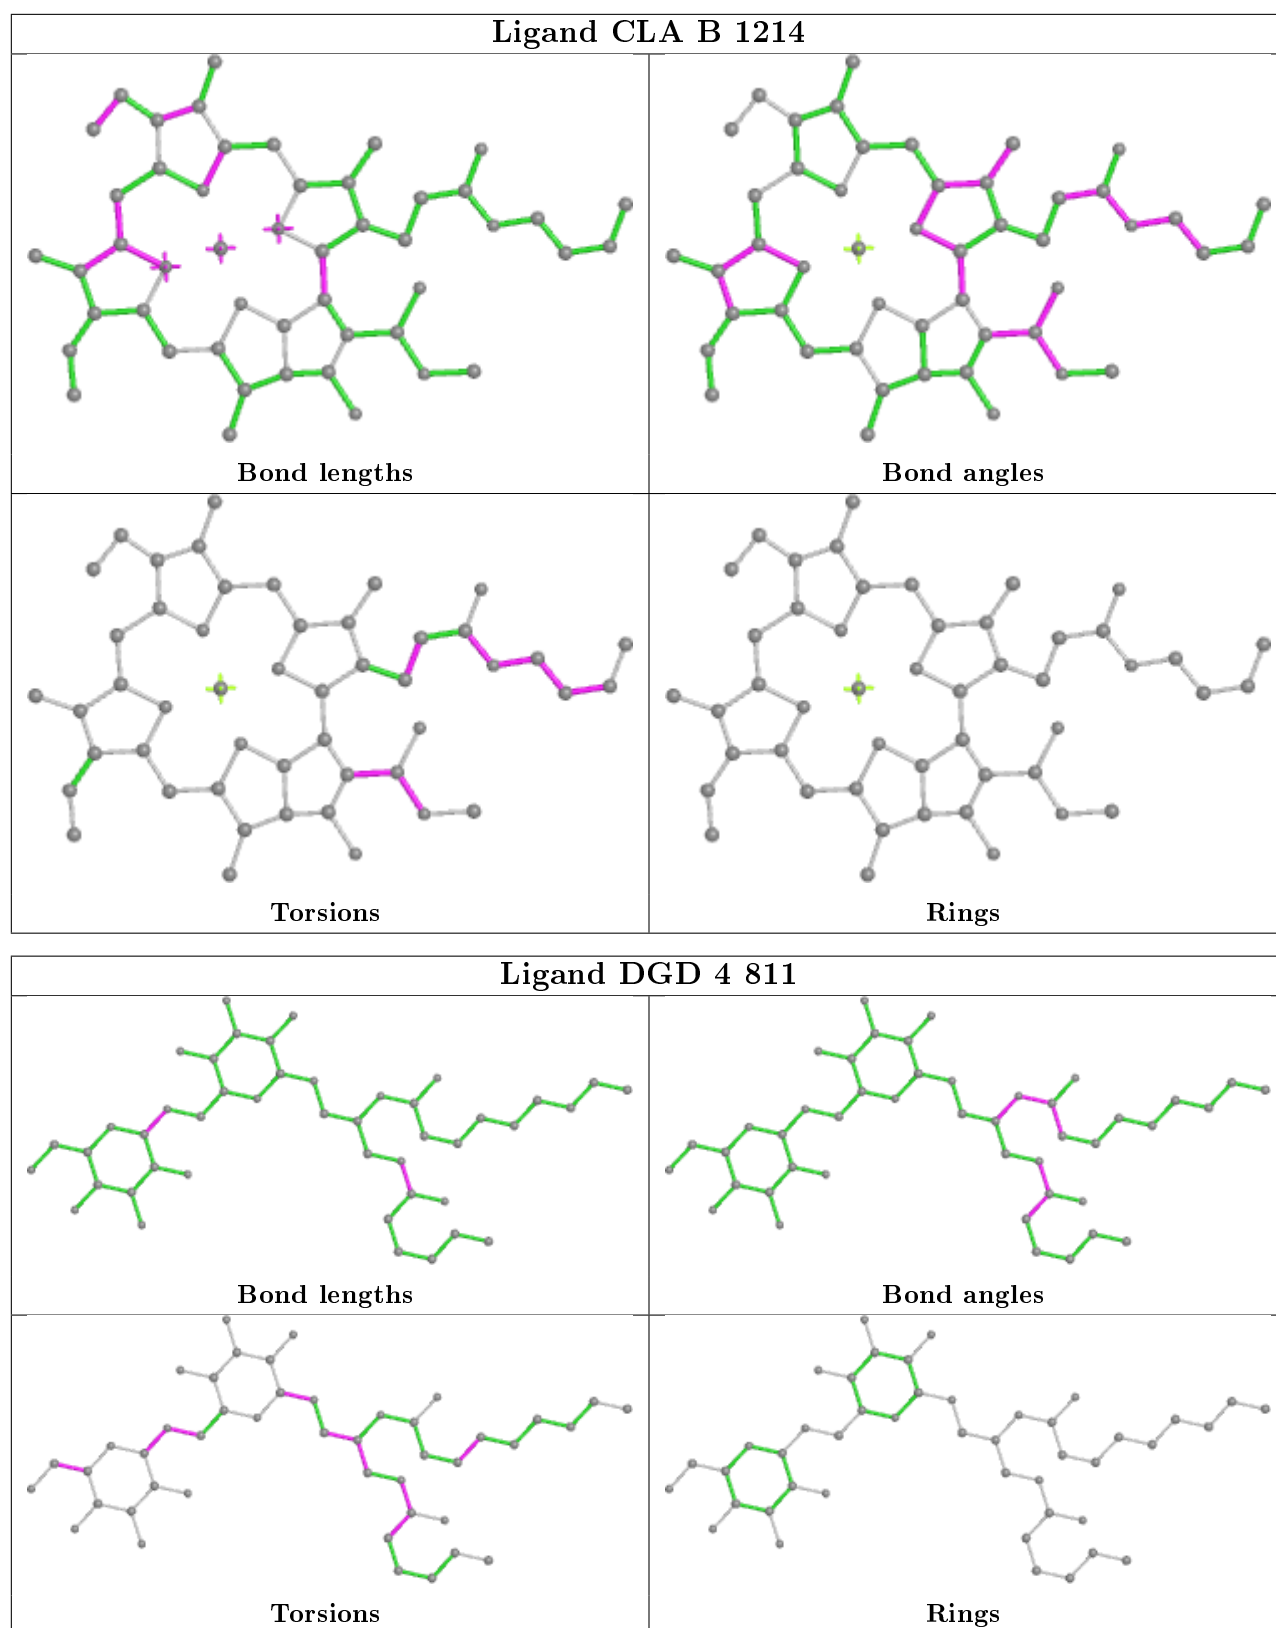 Ligand CLA B 1214
Bond lengths
Bond angles
Torsions
Rings
Ligand DGD 4 811
Bond lengths
Bond angles
Torsions
Rings